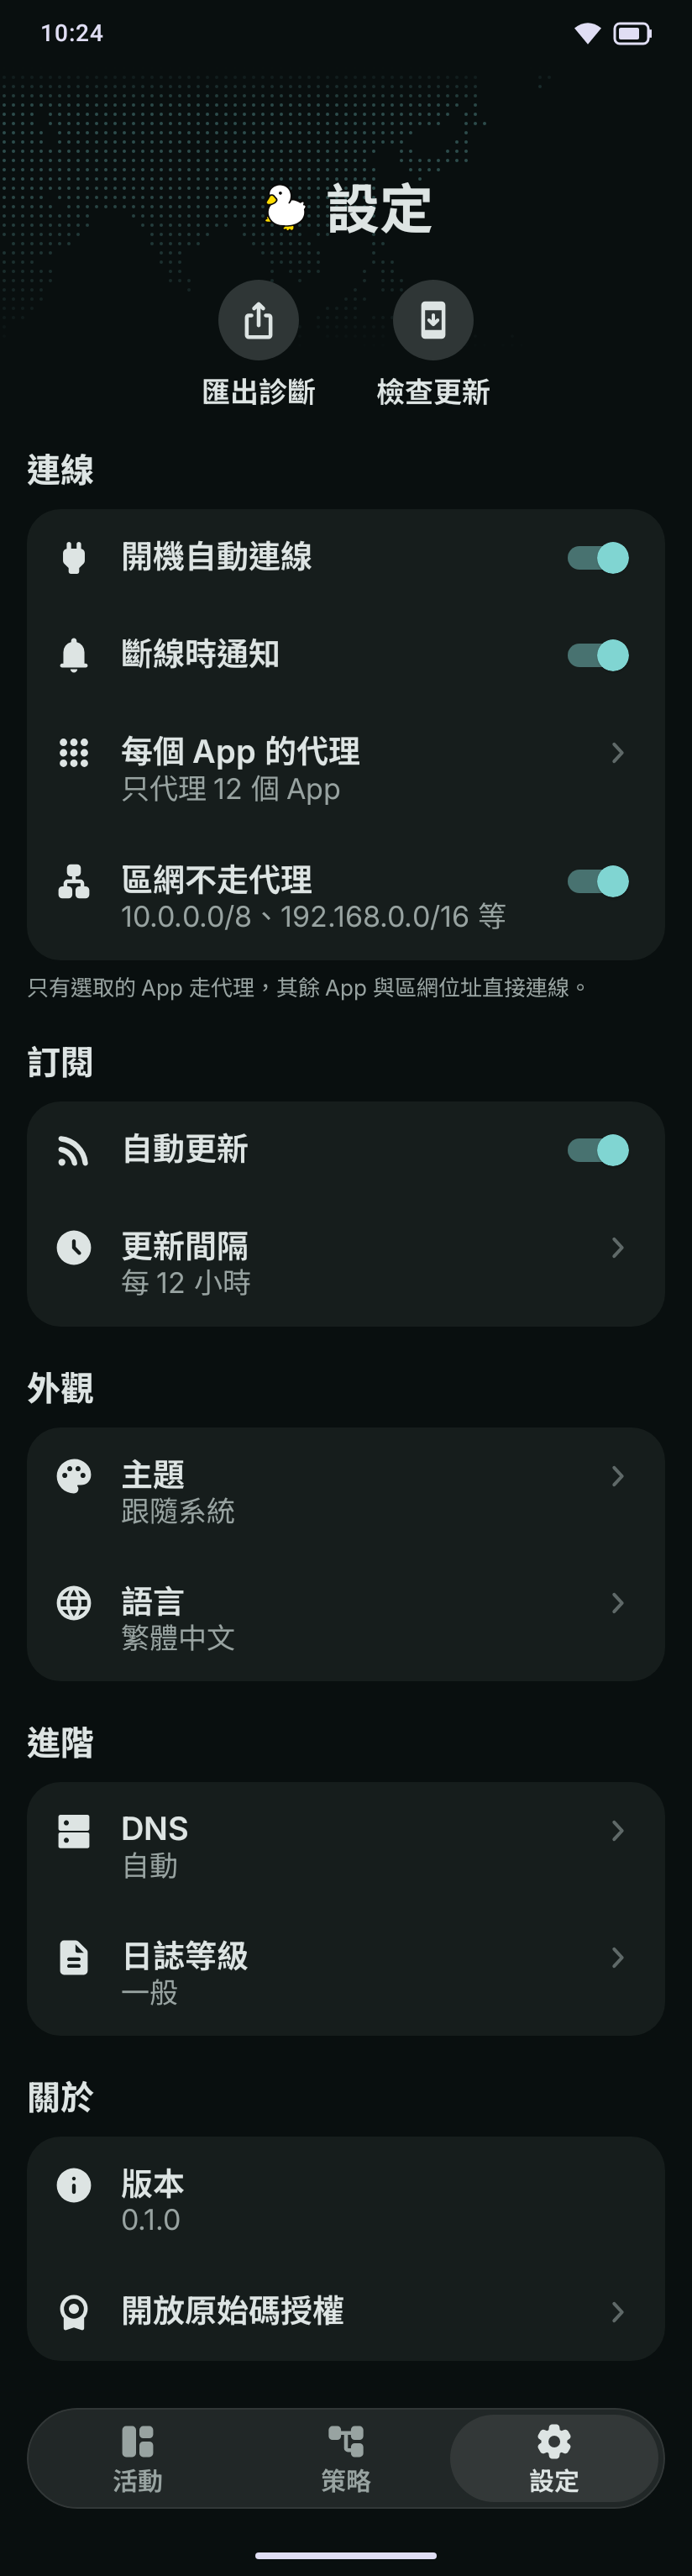 10:24
設定
匯出診斷
檢查更新
連線
開機自動連線
斷線時通知
每個 App 的代理
只代理 12 個 App
區網不走代理
10.0.0.0/8、192.168.0.0/16 等
只有選取的 App 走代理，其餘 App 與區網位址直接連線。
訂閱
自動更新
更新間隔
每 12 小時
外觀
主題
跟隨系統
語言
繁體中文
進階
DNS
自動
日誌等級
一般
關於
版本
0.1.0
開放原始碼授權
活動
策略
設定